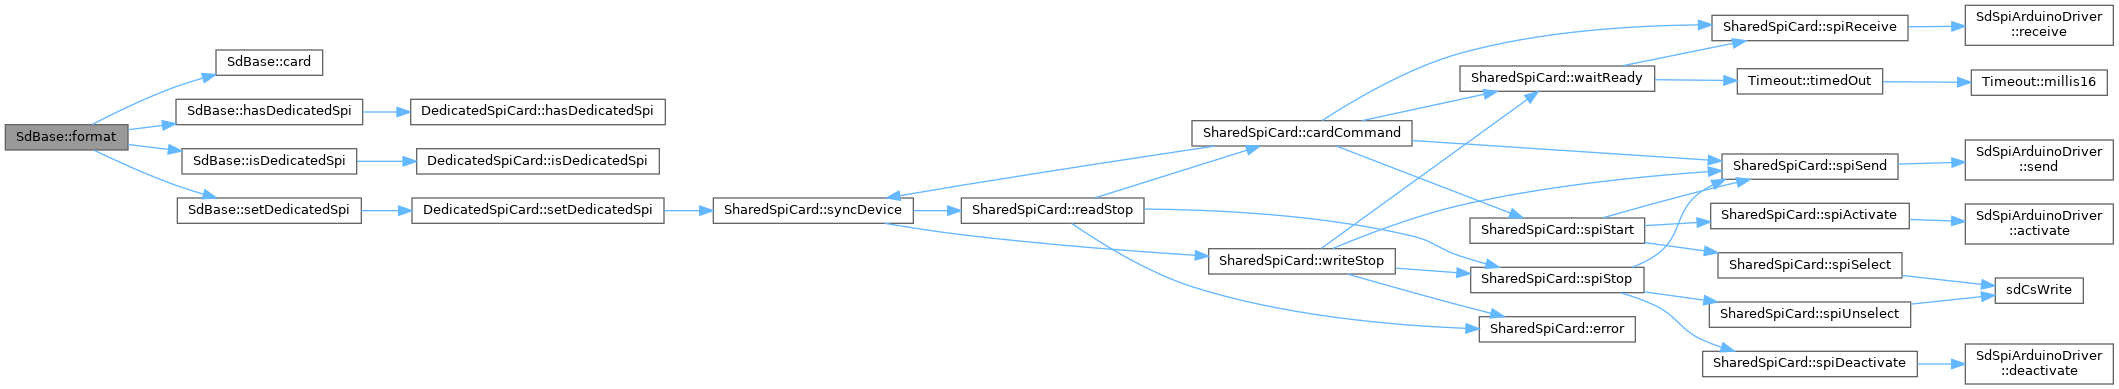 SdBase::format
SdBase::card
SdBase::hasDedicatedSpi
SdBase::isDedicatedSpi
SdBase::setDedicatedSpi
DedicatedSpiCard::hasDedicatedSpi
DedicatedSpiCard::isDedicatedSpi
DedicatedSpiCard::setDedicatedSpi
SharedSpiCard::syncDevice
SharedSpiCard::readStop
SharedSpiCard::cardCommand
SharedSpiCard::writeStop
SharedSpiCard::waitReady
SharedSpiCard::spiStart
SharedSpiCard::spiStop
SharedSpiCard::error
SharedSpiCard::spiReceive
Timeout::timedOut
SharedSpiCard::spiSend
SharedSpiCard::spiActivate
SharedSpiCard::spiSelect
SharedSpiCard::spiUnselect
SharedSpiCard::spiDeactivate
SdSpiArduinoDriver
::receive
Timeout::millis16
SdSpiArduinoDriver
::send
SdSpiArduinoDriver
::activate
sdCsWrite
SdSpiArduinoDriver
::deactivate